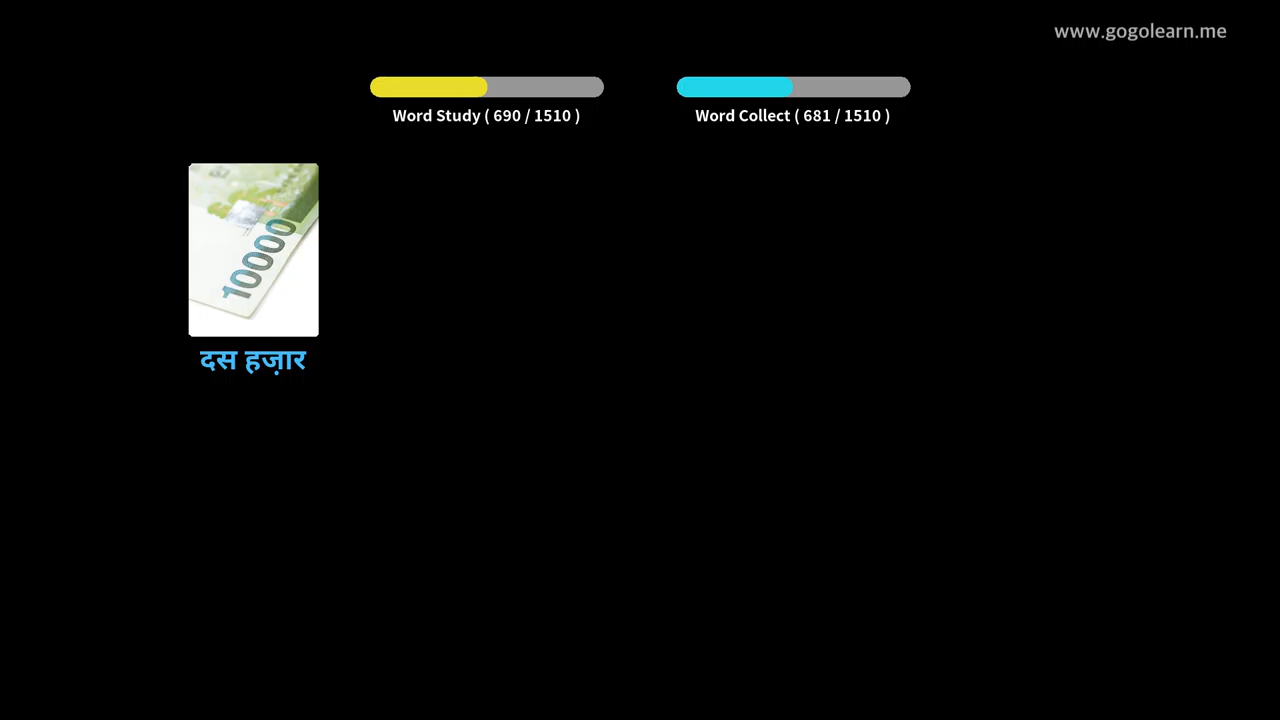 www.gogolearn.me
Word Study ( 690 / 1510 )
Word Collect ( 681 / 1510 )
10000
दस हज़ार